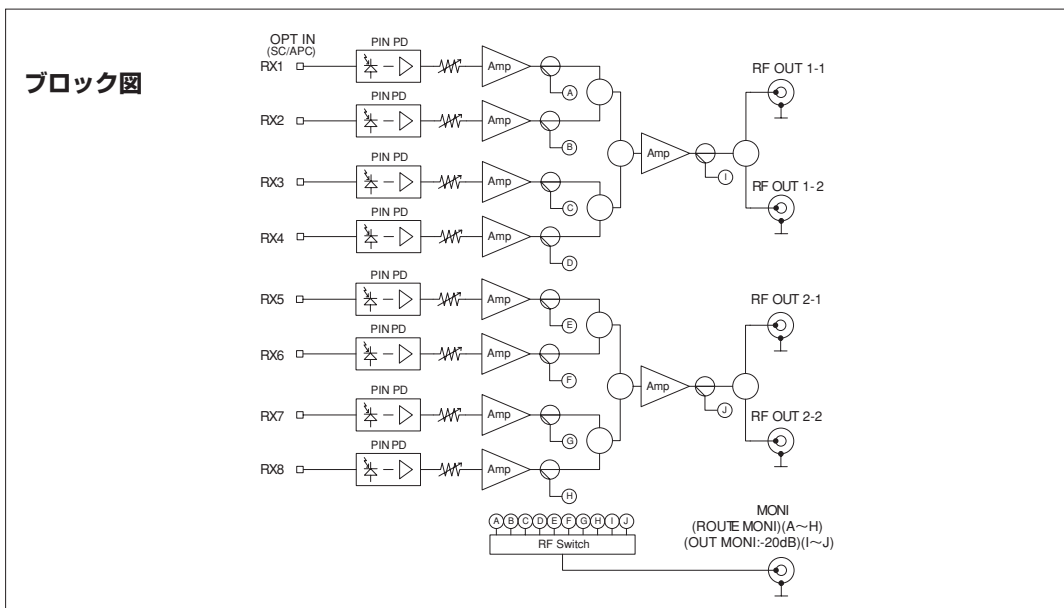 ブロック図
OPT IN
(SC/APC)
RX1
PIN PD
Amp
A
RX2
PIN PD
Amp
B
RX3
PIN PD
Amp
C
RX4
PIN PD
Amp
D
Amp
I
RF OUT 1-1
RF OUT 1-2
RX5
PIN PD
Amp
E
RX6
PIN PD
Amp
F
RX7
PIN PD
Amp
G
RX8
PIN PD
Amp
H
Amp
J
RF OUT 2-1
RF OUT 2-2
A B C D E F G H I J
RF Switch
MONI
(ROUTE MONI)(A～H)
(OUT MONI:-20dB)(I～J)